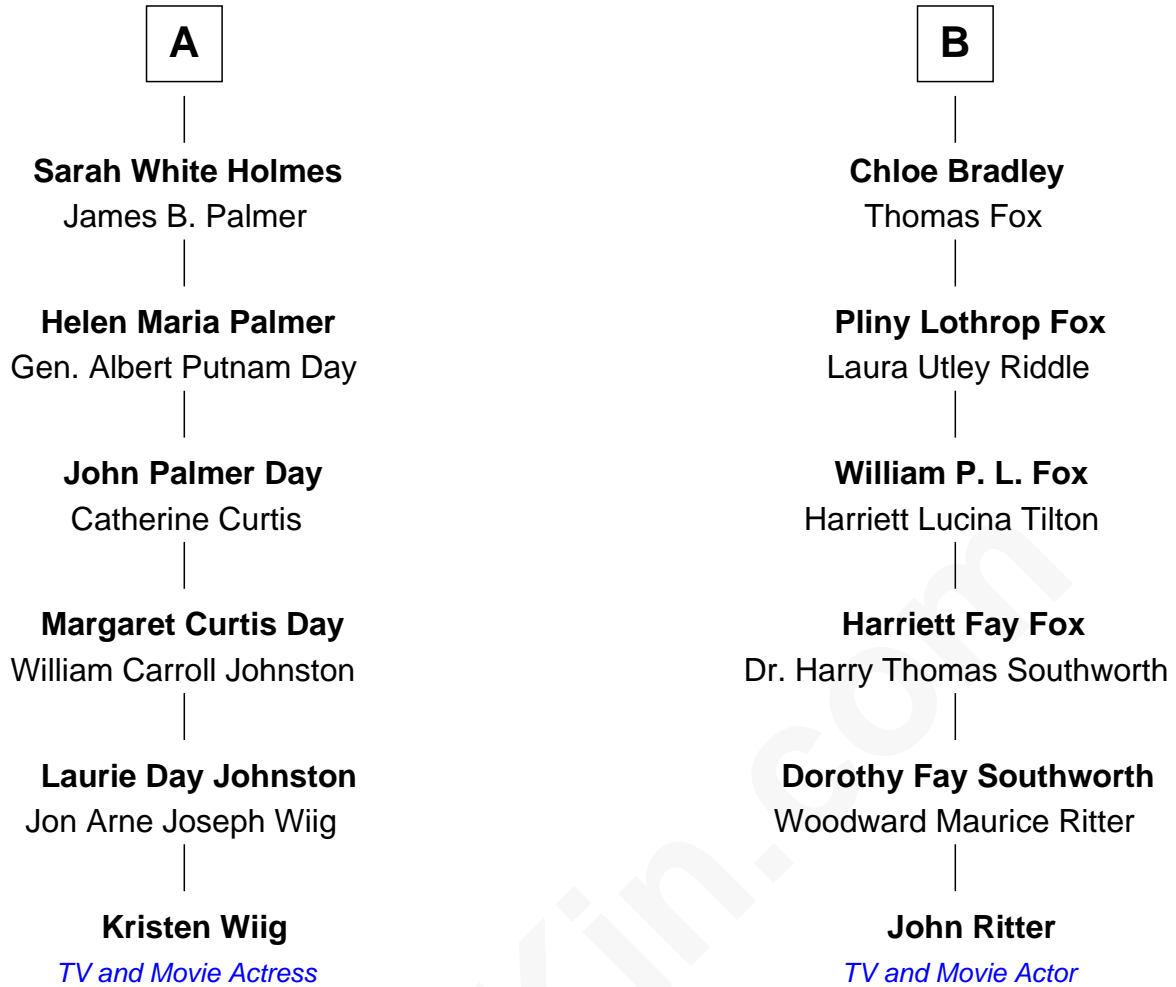 A
Sarah White Holmes
James B. Palmer
Helen Maria Palmer
Gen. Albert Putnam Day
John Palmer Day
Catherine Curtis
Margaret Curtis Day
William Carroll Johnston
Laurie Day Johnston
Jon Arne Joseph Wiig
Kristen Wiig
TV and Movie Actress
B
Chloe Bradley
Thomas Fox
Pliny Lothrop Fox
Laura Utley Riddle
William P. L. Fox
Harriett Lucina Tilton
Harriett Fay Fox
Dr. Harry Thomas Southworth
Dorothy Fay Southworth
Woodward Maurice Ritter
John Ritter
TV and Movie Actor
Kin.com